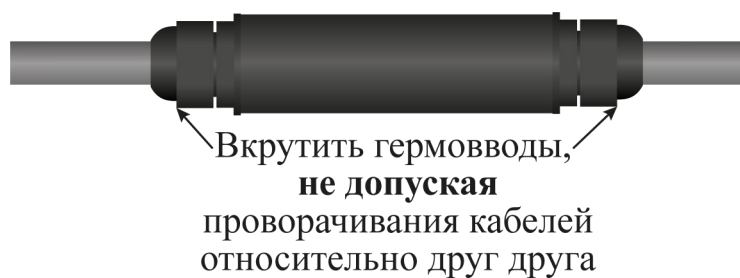 Вкрутить гермовводы,
не допуская
проворачивания кабелей
относительно друг друга